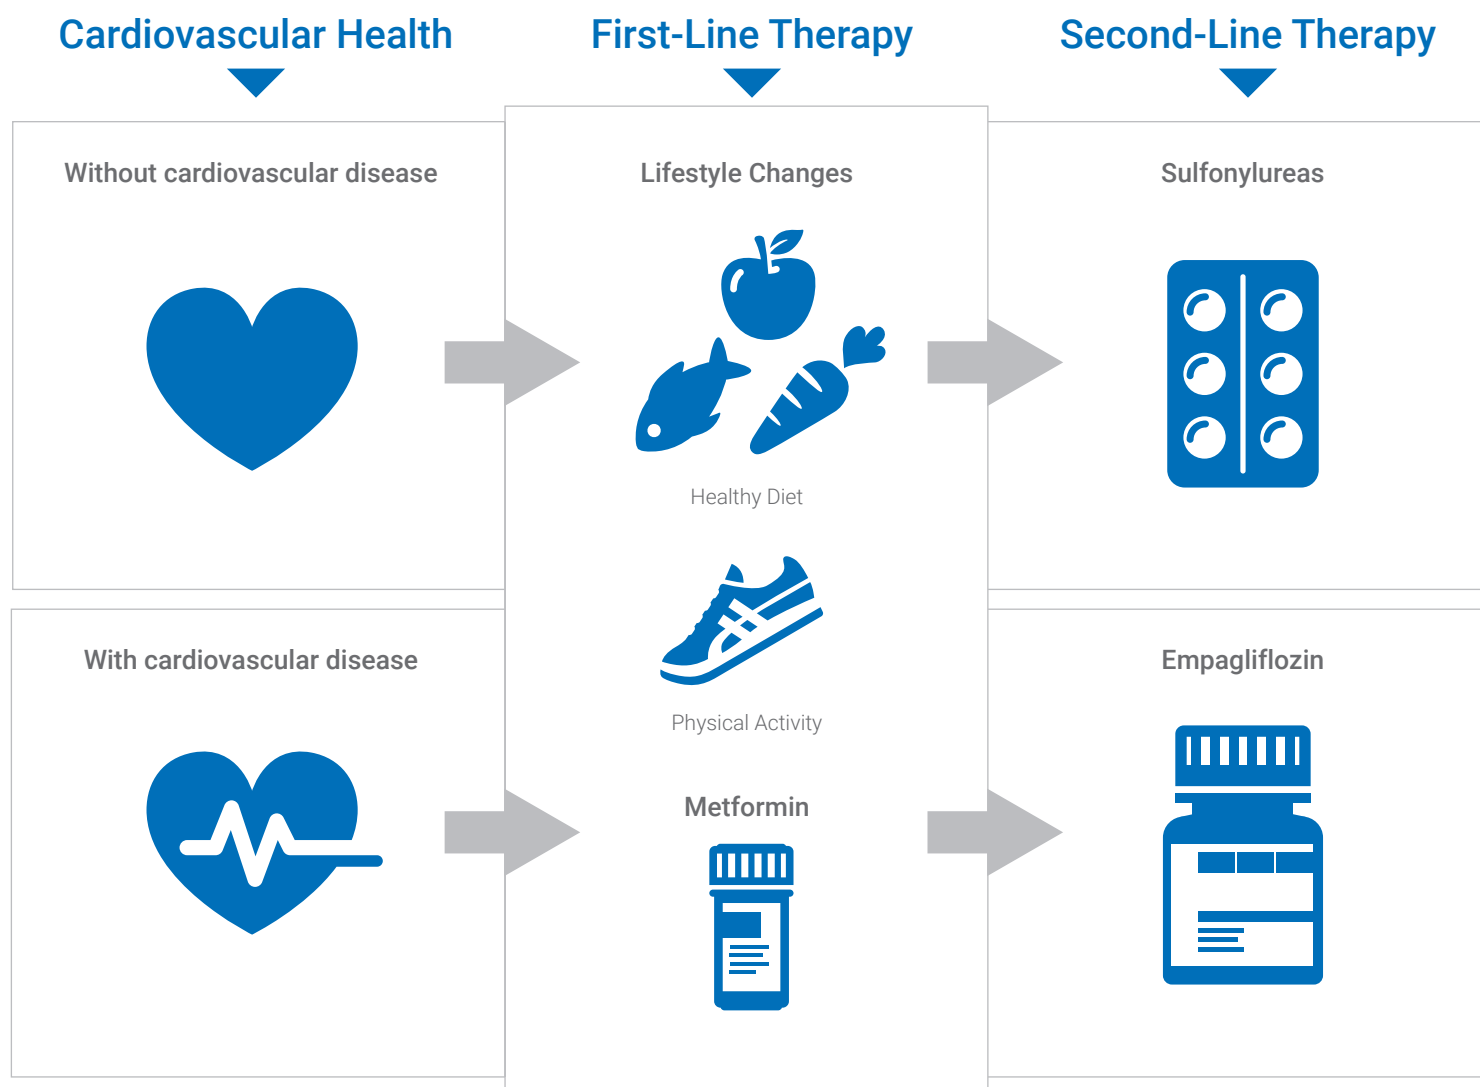 Cardiovascular Health
First-Line Therapy
Second-Line Therapy
Without cardiovascular disease
Lifestyle Changes
Sulfonylureas
Healthy Diet
With cardiovascular disease
Empagliflozin
Physical Activity
Metformin